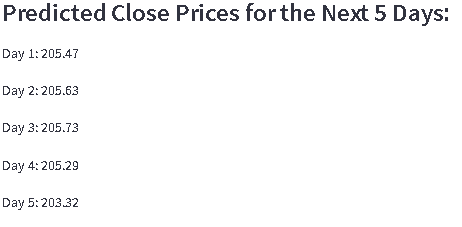 Predicted Close Prices for the Next 5 Days:
Day 1: 205.47
Day 2: 205.63
Day 3: 205.73
Day 4: 205.29
Day 5: 203.32